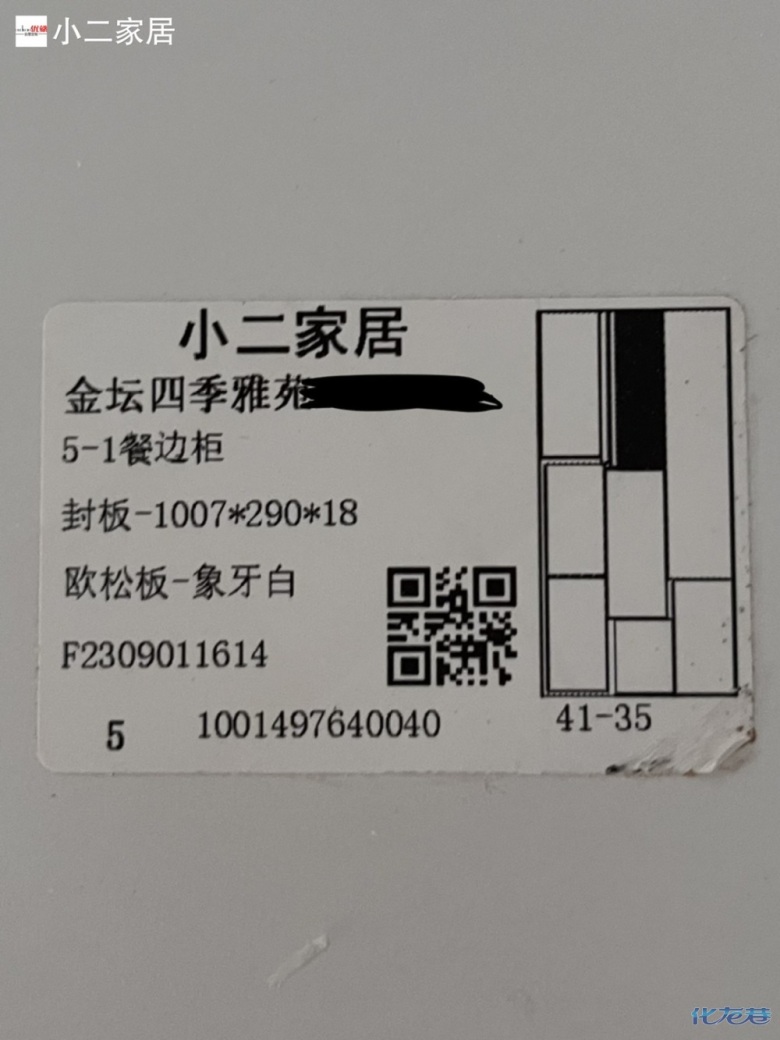 小二家居
小二家居
金坛四季雅苑
5-1餐边柜
封板-1007*290*18
欧松板-象牙白
F2309011614
5 1001497640040 41-35
化龙巷